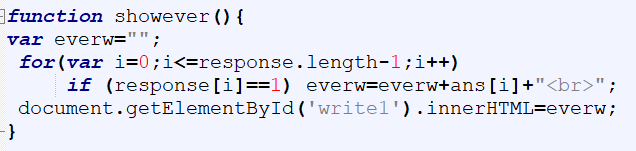 function showever(){
var everw="";
for(var i=0;i<=response.length-1;i++)
if (response[i]==1) everw=everw+ans[i]+"<br>";
document.getElementById('write1').innerHTML=everw;
}